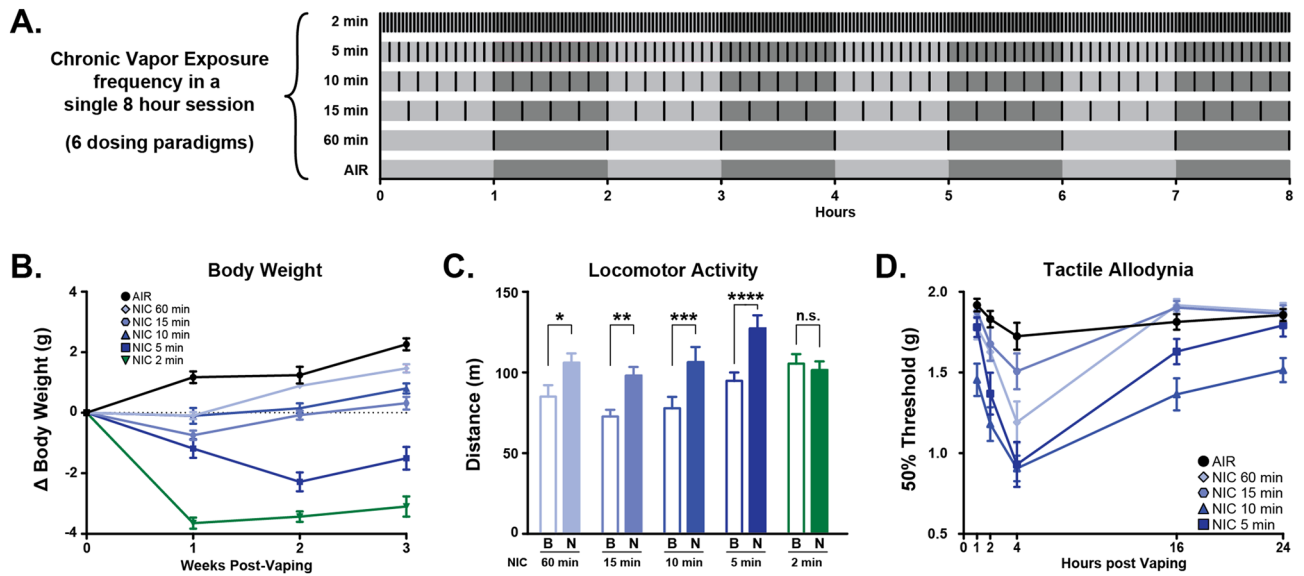 A.
Chronic Vapor Exposure
frequency in a
single 8 hour session
(6 dosing paradigms)
2 min
5 min
10 min
15 min
60 min
AIR
0 1 2 3 4 5 6 7 8
Hours
B.
Body Weight
Δ Body Weight (g)
4
2
0
-2
-4
AIR
NIC 60 min
NIC 15 min
NIC 10 min
NIC 5 min
NIC 2 min
0 1 2 3
Weeks Post-Vaping
C.
Locomotor Activity
Distance (m)
150
100
50
0
* ** *** **** n.s.
B N B N B N B N B N
NIC 60 min 15 min 10 min 5 min 2 min
D.
Tactile Allodynia
50% Threshold (g)
2.0
1.5
1.0
0.5
AIR
NIC 60 min
NIC 15 min
NIC 10 min
NIC 5 min
0 1 2 4 16 24
Hours post Vaping